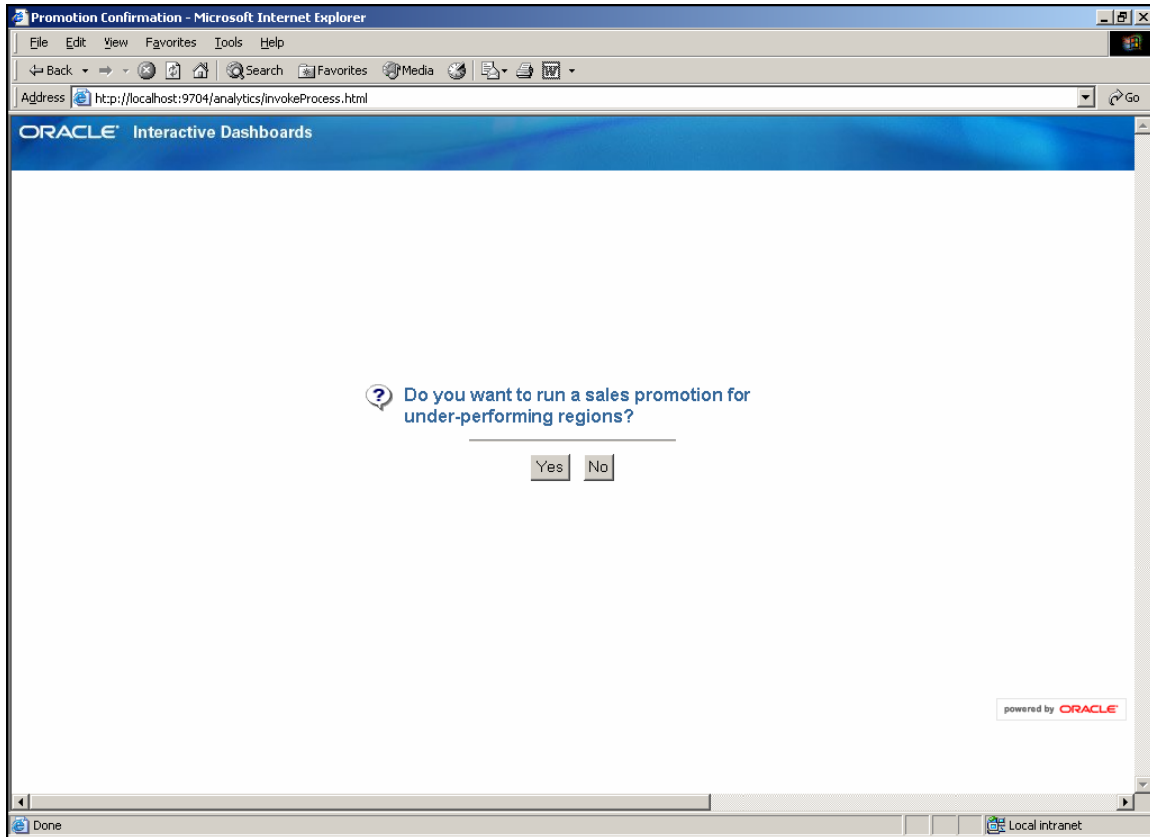 Promotion Confirmation - Microsoft Internet Explorer
File Edit View Favorites Tools Help
Back Search Favorites Media
Address http://localhost:9704/analytics/invokeProcess.html Go
ORACLE Interactive Dashboards
Do you want to run a sales promotion for
under-performing regions?
Yes No
powered by ORACLE
Done Local intranet